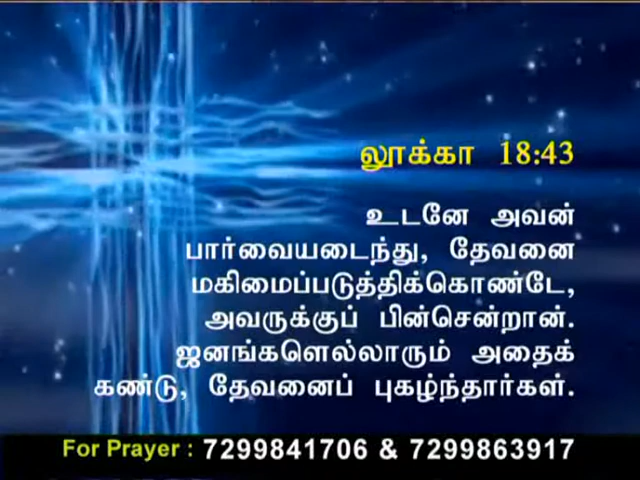 லூக்கா 18:43
உடனே அவன்
பார்வையடைந்து, தேவனை
மகிமைப்படுத்திக்கொண்டே,
அவருக்குப் பின்சென்றான்.
ஜனங்களெல்லாரும் அதைக்
கண்டு, தேவனைப் புகழ்ந்தார்கள்.
For Prayer : 7299841706 & 7299863917